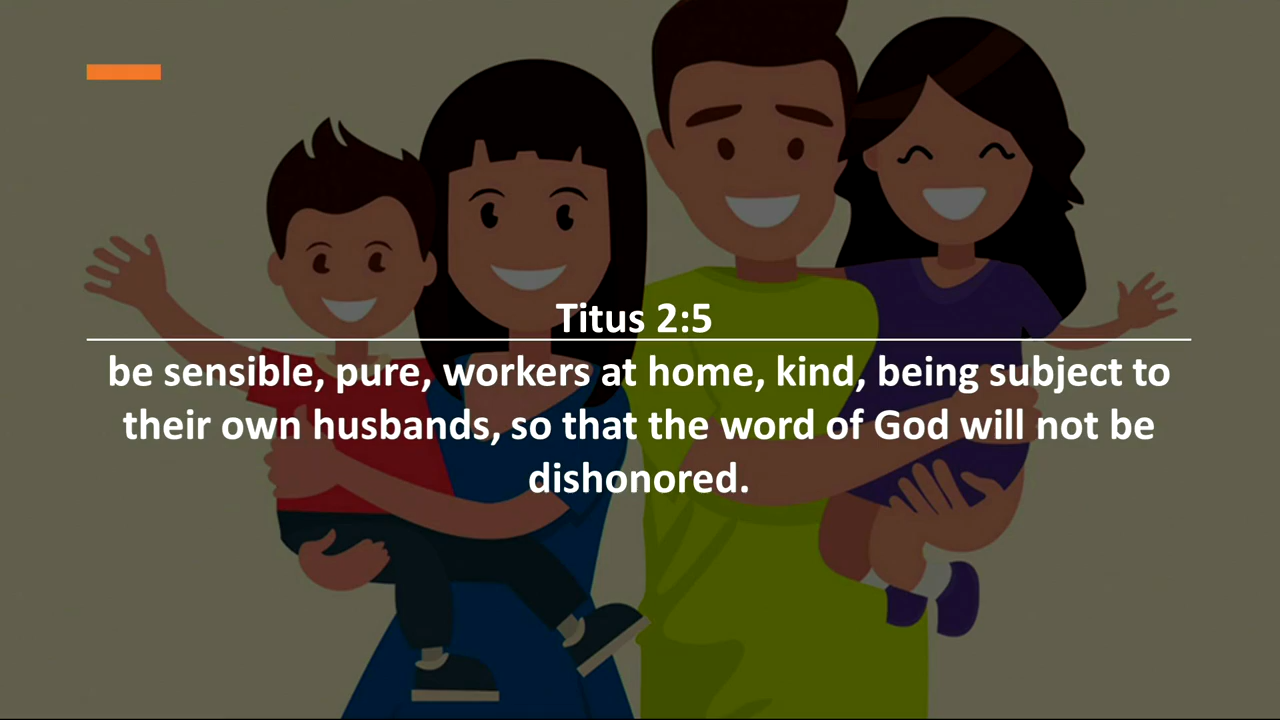 Titus 2:5
be sensible, pure, workers at home, kind, being subject to
their own husbands, so that the word of God will not be
dishonored.